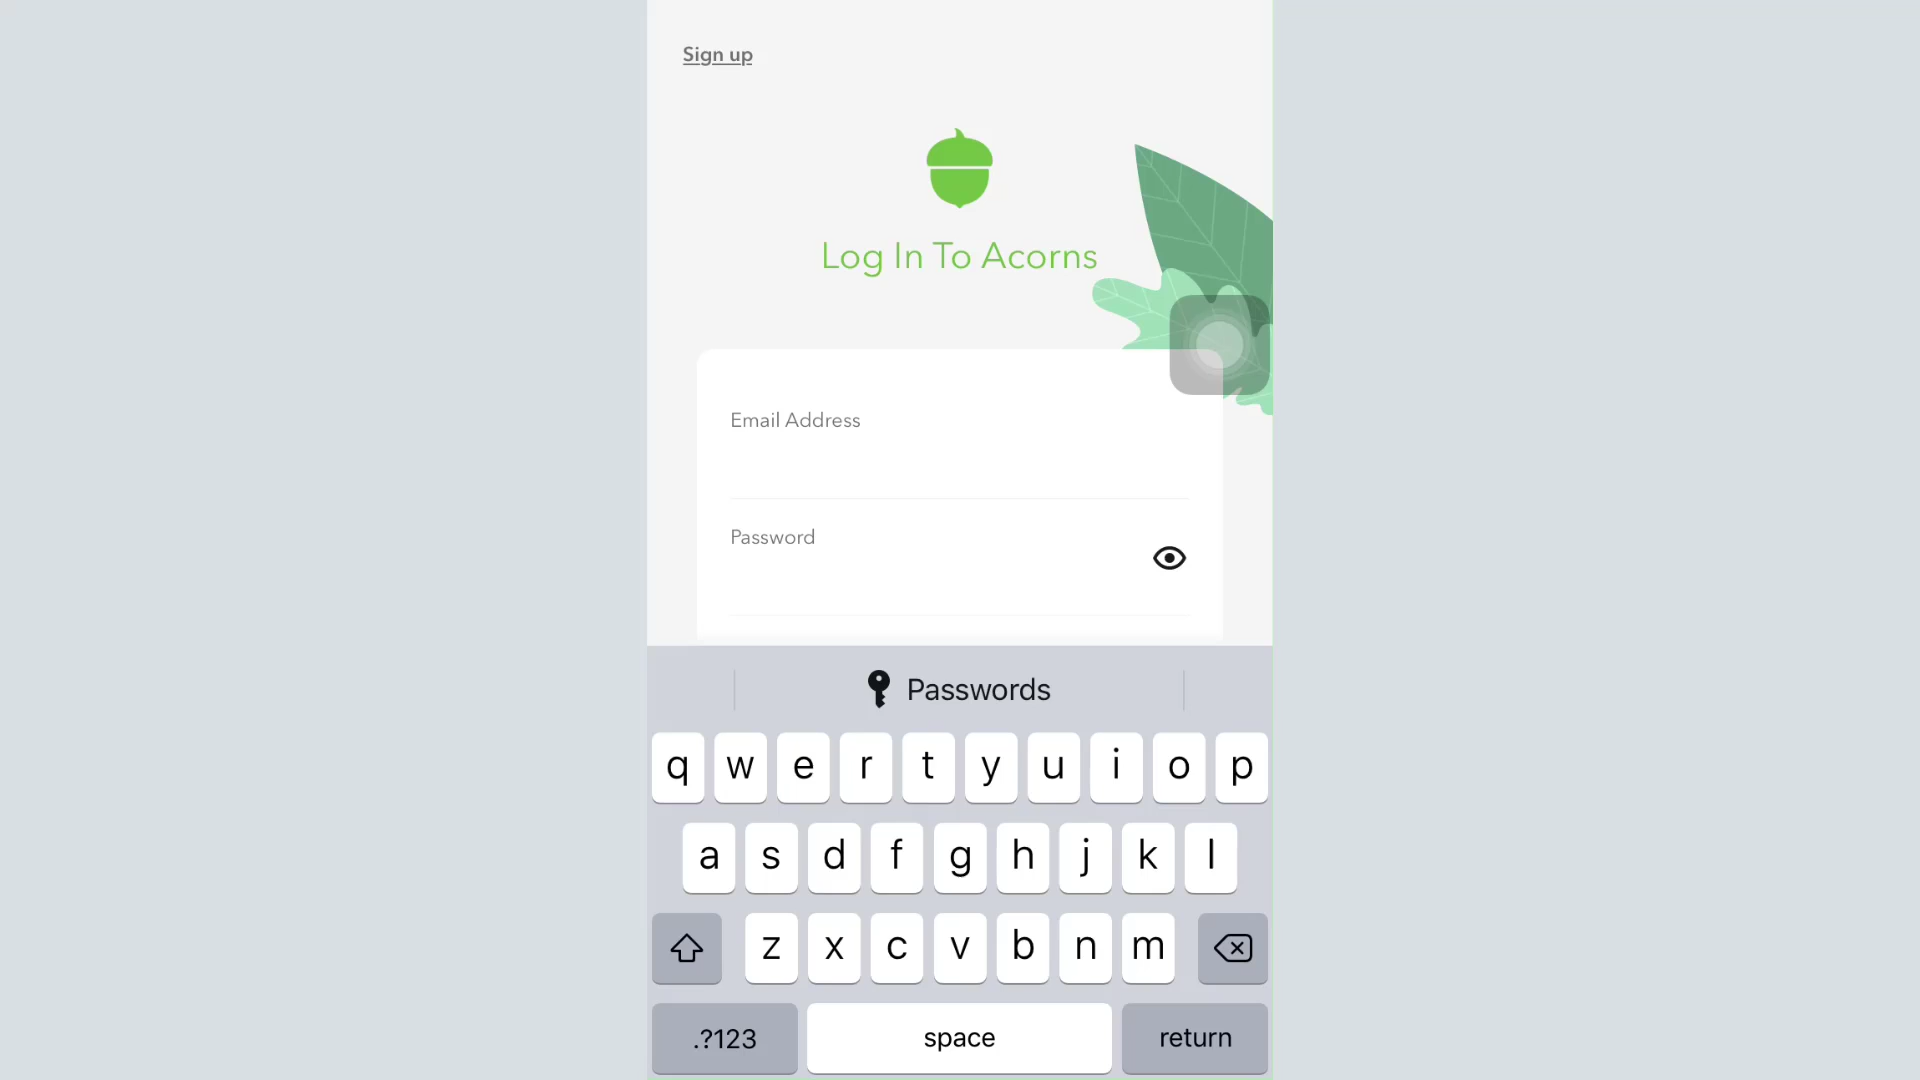 Sign up
Log In To Acorns
Email Address
Password
Passwords
q w e r t y u i o p
a s d f g h j k l
z x c v b n m
.?123 space return